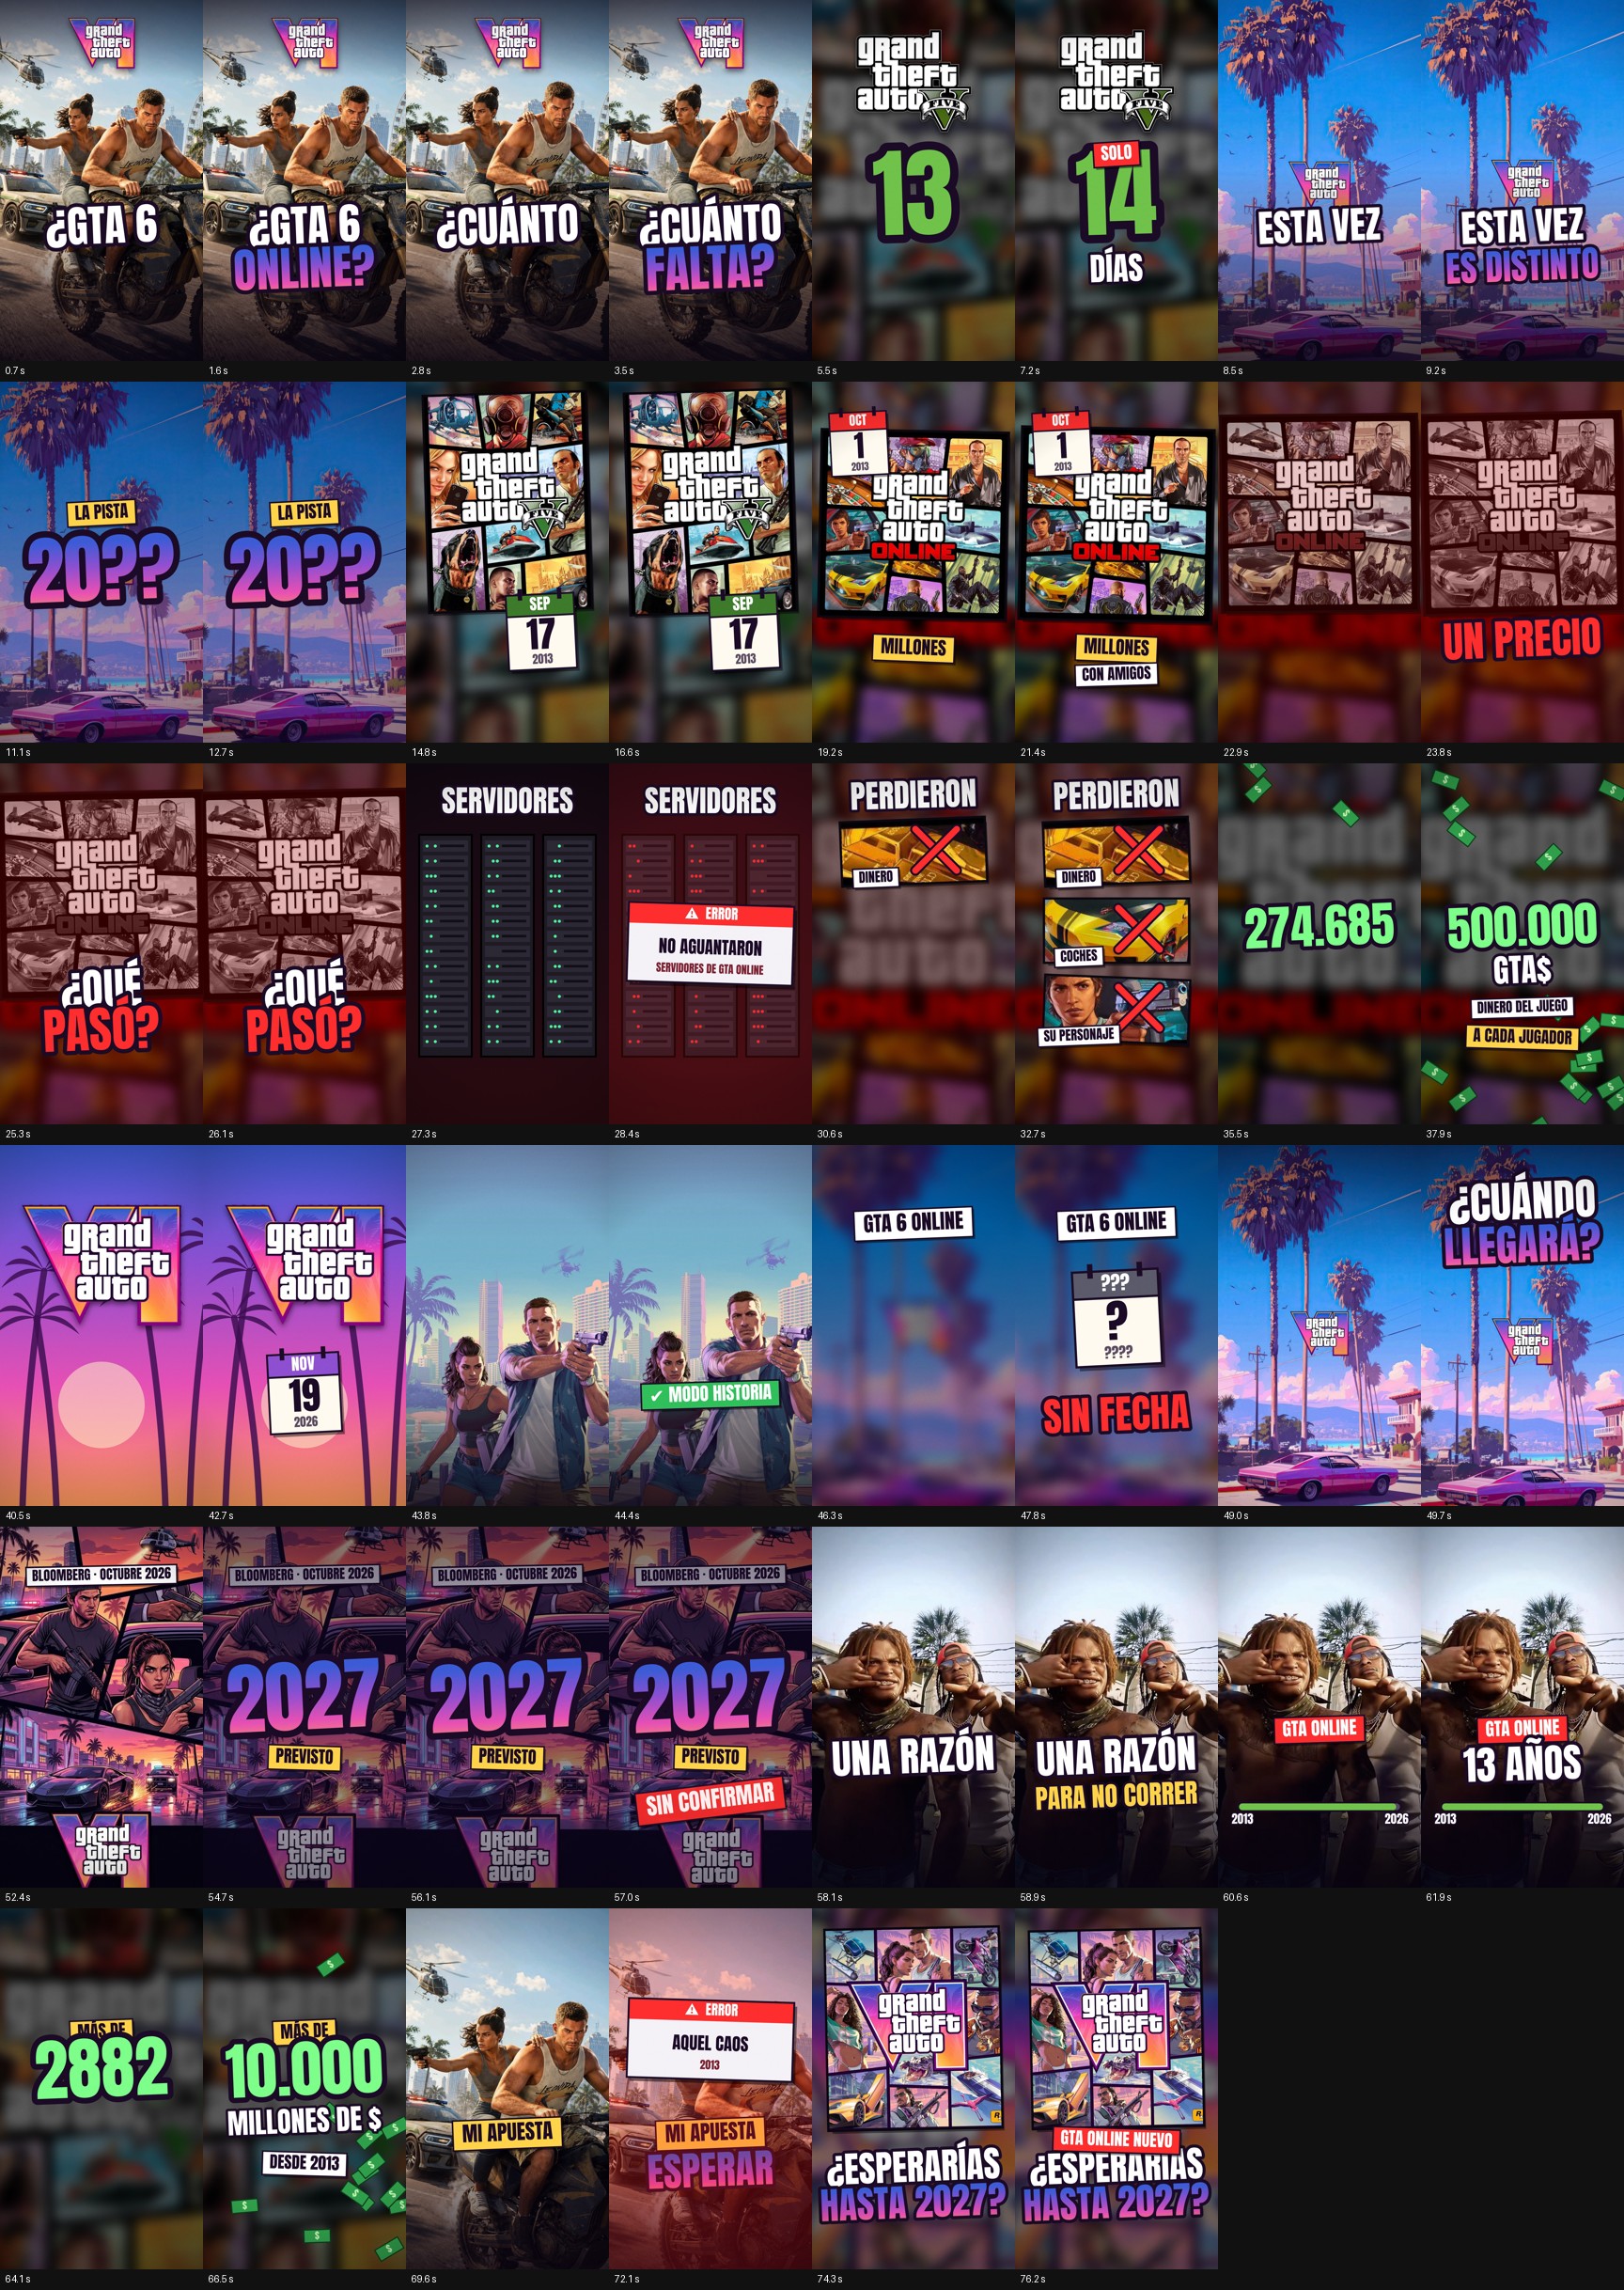 grand theft auto VI
¿GTA 6
0.7 s
grand theft auto VI
¿GTA 6
ONLINE?
1.6 s
grand theft auto VI
¿CUÁNTO
2.8 s
grand theft auto VI
¿CUÁNTO
FALTA?
3.5 s
grand theft auto V FIVE
13
5.5 s
grand theft auto V FIVE
SOLO
14
DÍAS
7.2 s
grand theft auto VI
ESTA VEZ
8.5 s
grand theft auto VI
ESTA VEZ
ES DISTINTO
9.2 s
LA PISTA
20??
11.1 s
LA PISTA
20??
12.7 s
grand theft auto V FIVE
SEP
17
2013
14.8 s
grand theft auto V FIVE
SEP
17
2013
16.6 s
OCT
1
2013
grand theft auto ONLINE
MILLONES
19.2 s
OCT
1
2013
grand theft auto ONLINE
MILLONES
CON AMIGOS
21.4 s
grand theft auto ONLINE
22.9 s
grand theft auto ONLINE
UN PRECIO
23.8 s
grand theft auto ONLINE
¿QUÉ
PASÓ?
25.3 s
grand theft auto ONLINE
¿QUÉ
PASÓ?
26.1 s
SERVIDORES
27.3 s
SERVIDORES
⚠ ERROR
NO AGUANTARON
SERVIDORES DE GTA ONLINE
28.4 s
PERDIERON
DINERO
30.6 s
PERDIERON
DINERO
COCHES
SU PERSONAJE
32.7 s
274.685
35.5 s
500.000
GTA$
DINERO DEL JUEGO
A CADA JUGADOR
37.9 s
grand theft auto VI
40.5 s
grand theft auto VI
NOV
19
2026
42.7 s
43.8 s
✓ MODO HISTORIA
44.4 s
GTA 6 ONLINE
46.3 s
GTA 6 ONLINE
???
?
????
SIN FECHA
47.8 s
grand theft auto VI
49.0 s
¿CUÁNDO
LLEGARÁ?
grand theft auto VI
49.7 s
BLOOMBERG · OCTUBRE 2026
grand theft auto
52.4 s
BLOOMBERG · OCTUBRE 2026
2027
PREVISTO
grand theft auto
54.7 s
BLOOMBERG · OCTUBRE 2026
2027
PREVISTO
grand theft auto
56.1 s
BLOOMBERG · OCTUBRE 2026
2027
PREVISTO
SIN CONFIRMAR
grand theft auto
57.0 s
UNA RAZÓN
58.1 s
UNA RAZÓN
PARA NO CORRER
58.9 s
GTA ONLINE
2013 2026
60.6 s
GTA ONLINE
13 AÑOS
2013 2026
61.9 s
MÁS DE
2882
64.1 s
MÁS DE
10.000
MILLONES DE $
DESDE 2013
66.5 s
MI APUESTA
69.6 s
⚠ ERROR
AQUEL CAOS
2013
MI APUESTA
ESPERAR
72.1 s
grand theft auto VI
¿ESPERARÍAS
HASTA 2027?
74.3 s
grand theft auto VI
GTA ONLINE NUEVO
¿ESPERARÍAS
HASTA 2027?
76.2 s